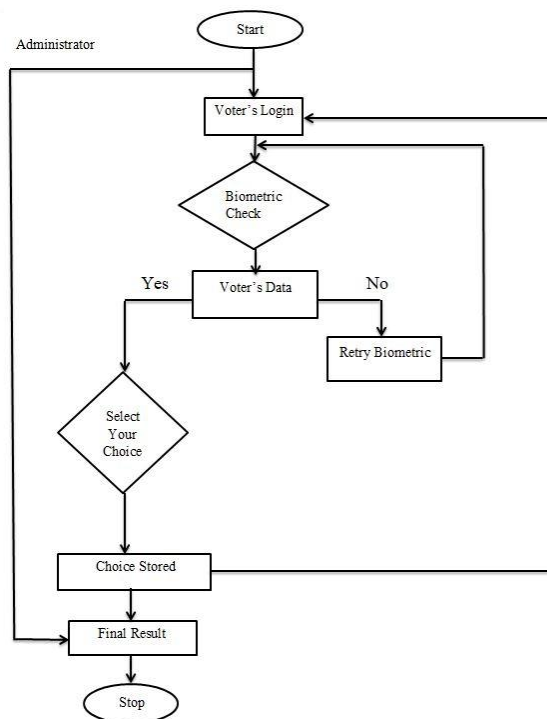 Start
Administrator
Voter's Login
Biometric
Check
Voter's Data
Yes
No
Retry Biometric
Select
Your
Choice
Choice Stored
Final Result
Stop